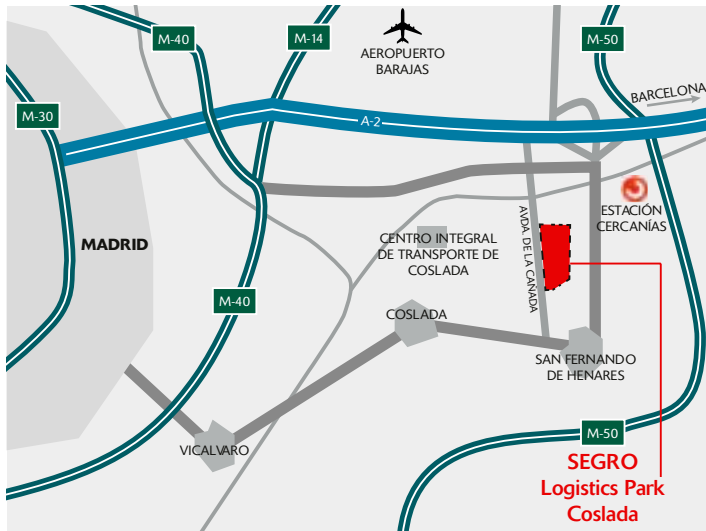 M-40
M-14
M-50
AEROPUERTO
BARAJAS
BARCELONA
M-30
A-2
ESTACIÓN
CERCANÍAS
AVDA. DE LA CAÑADA
MADRID
CENTRO INTEGRAL
DE TRANSPORTE DE
COSLADA
M-40
COSLADA
SAN FERNANDO
DE HENARES
VICALVARO
M-50
SEGRO
Logistics Park
Coslada